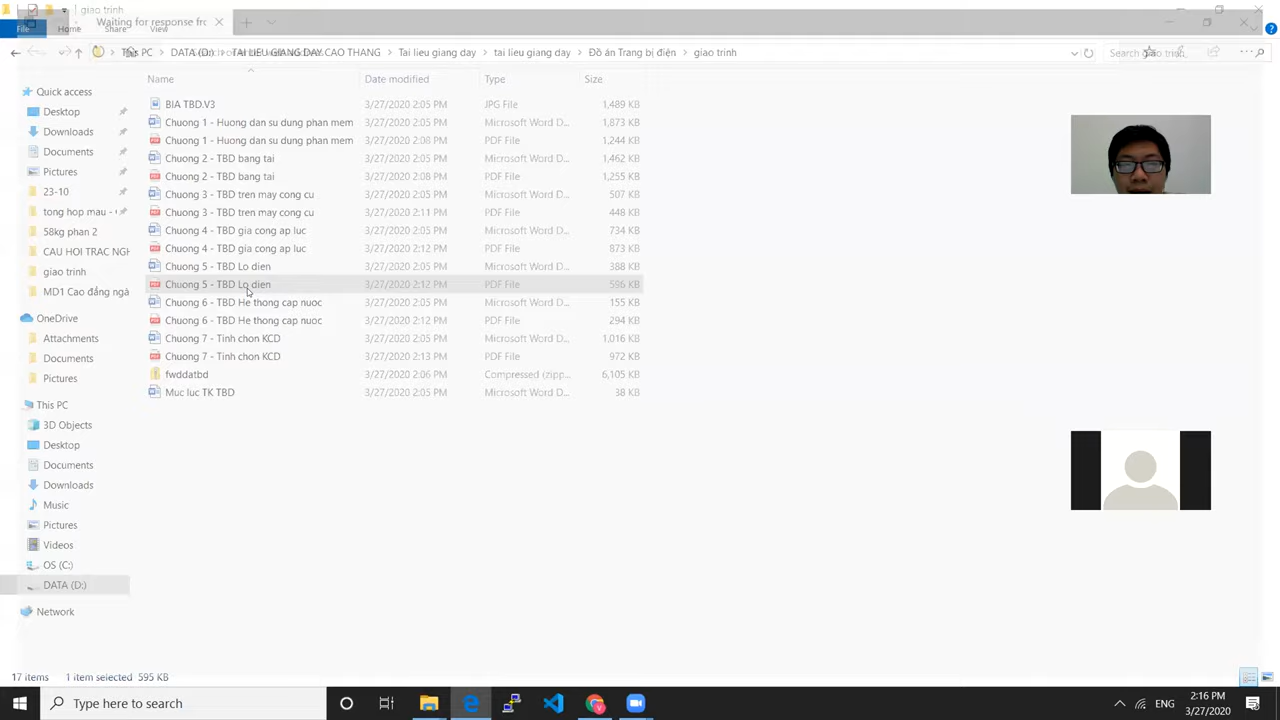 giao trinh
Waiting for response fro
File
Home
Share
View
This PC
DATA (D:)
TAI LIEU GIANG DAY CAO THANG
Tai lieu giang day
tai lieu giang day
Đồ án Trang bị điện
giao trinh
Search giao trinh
Name
Date modified
Type
Size
Quick access
Desktop
Downloads
Documents
Pictures
23-10
tong hop mau - 
58kg phan 2
CAU HOI TRAC NGH
giao trinh
MD1 Cao đẳng ngà
OneDrive
Attachments
Documents
Pictures
This PC
3D Objects
Desktop
Documents
Downloads
Music
Pictures
Videos
OS (C:)
DATA (D:)
Network
BIA TBD.V3 3/27/2020 2:05 PM JPG File 1,489 KB
Chuong 1 - Huong dan su dung phan mem 3/27/2020 2:05 PM Microsoft Word D... 1,873 KB
Chuong 1 - Huong dan su dung phan mem 3/27/2020 2:08 PM PDF File 1,244 KB
Chuong 2 - TBD bang tai 3/27/2020 2:05 PM Microsoft Word D... 1,462 KB
Chuong 2 - TBD bang tai 3/27/2020 2:08 PM PDF File 1,255 KB
Chuong 3 - TBD tren may cong cu 3/27/2020 2:05 PM Microsoft Word D... 507 KB
Chuong 3 - TBD tren may cong cu 3/27/2020 2:11 PM PDF File 448 KB
Chuong 4 - TBD gia cong ap luc 3/27/2020 2:05 PM Microsoft Word D... 734 KB
Chuong 4 - TBD gia cong ap luc 3/27/2020 2:12 PM PDF File 873 KB
Chuong 5 - TBD Lo dien 3/27/2020 2:05 PM Microsoft Word D... 388 KB
Chuong 5 - TBD Lo dien 3/27/2020 2:12 PM PDF File 596 KB
Chuong 6 - TBD He thong cap nuoc 3/27/2020 2:05 PM Microsoft Word D... 155 KB
Chuong 6 - TBD He thong cap nuoc 3/27/2020 2:12 PM PDF File 294 KB
Chuong 7 - Tinh chon KCD 3/27/2020 2:05 PM Microsoft Word D... 1,016 KB
Chuong 7 - Tinh chon KCD 3/27/2020 2:13 PM PDF File 972 KB
fwddatbd 3/27/2020 2:06 PM Compressed (zipp... 6,105 KB
Muc luc TK TBD 3/27/2020 2:05 PM Microsoft Word D... 38 KB
17 items 1 item selected 595 KB
Type here to search
ENG
2:16 PM
3/27/2020